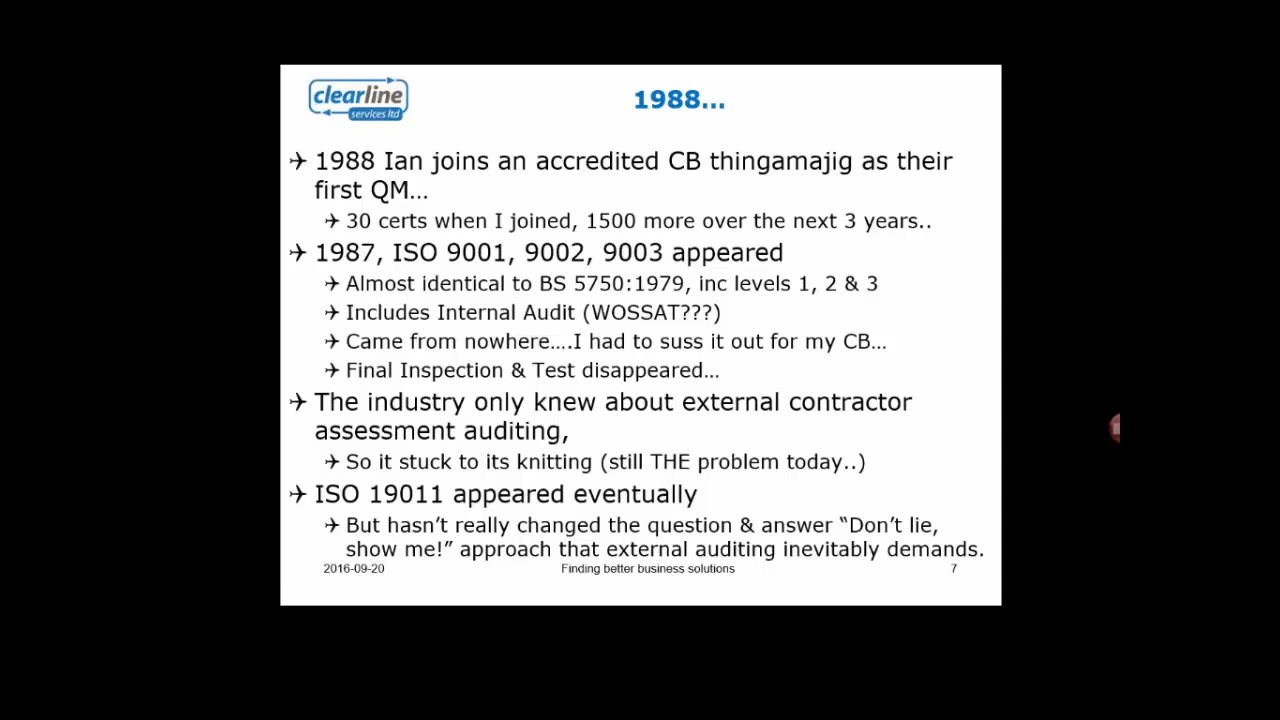 clearline
services ltd
1988...
1988 Ian joins an accredited CB thingamajig as their
first QM...
30 certs when I joined, 1500 more over the next 3 years..
1987, ISO 9001, 9002, 9003 appeared
Almost identical to BS 5750:1979, inc levels 1, 2 & 3
Includes Internal Audit (WOSSAT???)
Came from nowhere....I had to suss it out for my CB...
Final Inspection & Test disappeared...
The industry only knew about external contractor
assessment auditing,
So it stuck to its knitting (still THE problem today..)
ISO 19011 appeared eventually
But hasn't really changed the question & answer “Don't lie,
show me!” approach that external auditing inevitably demands.
2016-09-20 Finding better business solutions 7